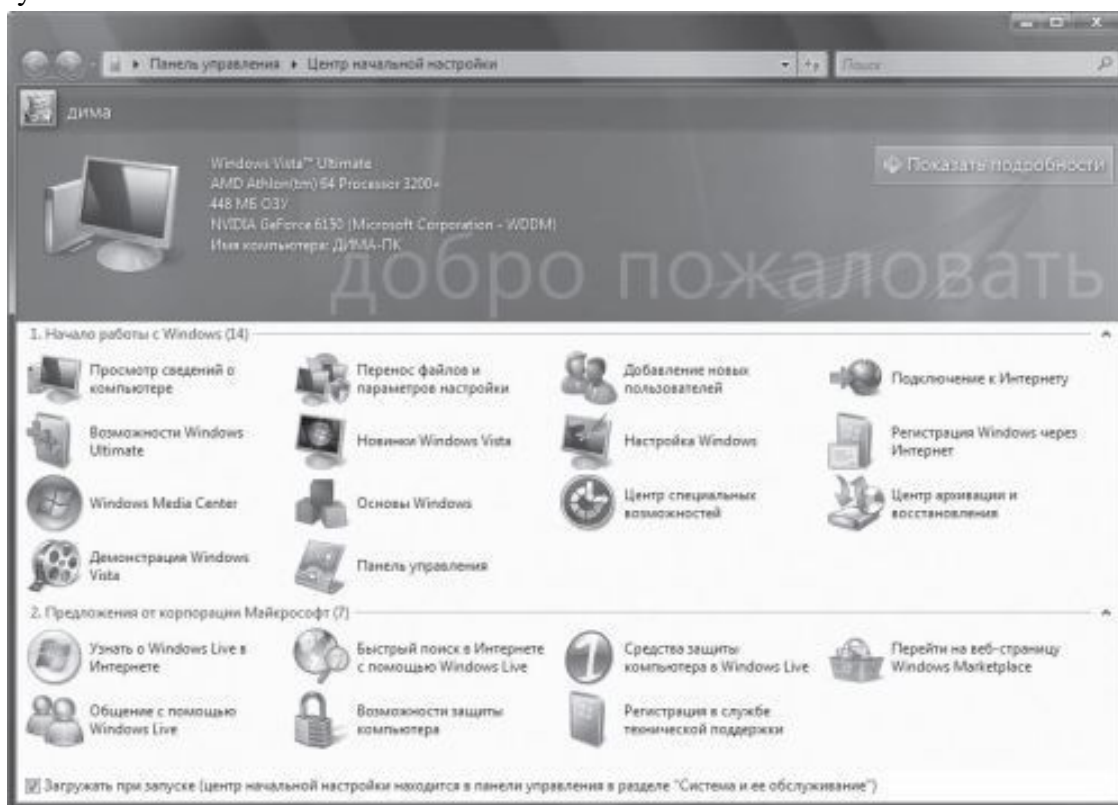 Панель управления ▸ Центр начальной настройки
Поиск
дима
Windows Vista™ Ultimate
AMD Athlon(tm) 64 Processor 3200+
Показать подробности
448 МБ ОЗУ
NVIDIA GeForce 6150 (Microsoft Corporation - WDDM)
Имя компьютера: ДИМА-ПК
добро пожаловать
1. Начало работы с Windows (14)
Просмотр сведений о
компьютере
Перенос файлов и
параметров настройки
Добавление новых
пользователей
Подключение к Интернету
Возможности Windows
Ultimate
Новинки Windows Vista
Настройка Windows
Регистрация Windows через
Интернет
Windows Media Center
Основы Windows
Центр специальных
возможностей
Центр архивации и
восстановления
Демонстрация Windows
Vista
Панель управления
2. Предложения от корпорации Майкрософт (7)
Узнать о Windows Live в
Интернете
Быстрый поиск в Интернете
с помощью Windows Live
Средства защиты
компьютера в Windows Live
Перейти на веб-страницу
Windows Marketplace
Общение с помощью
Windows Live
Возможности защиты
компьютера
Регистрация в службе
технической поддержки
Загружать при запуске (центр начальной настройки находится в панели управления в разделе "Система и ее обслуживание")